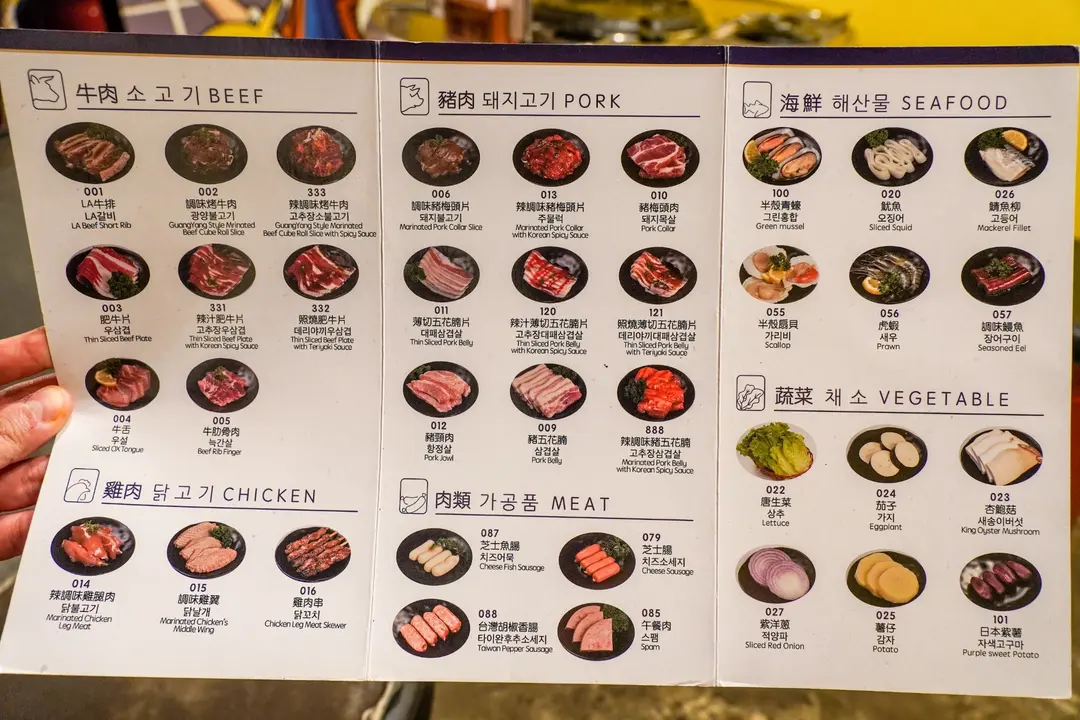 牛肉 소 고 기 BEEF
001
LA牛排
LA갈비
LA Beef Short Rib
002
調味烤牛肉
광양불고기
GuangYang Style Mrinated
Beef Cube Roll Slice
333
辣調味烤牛肉
고추장소불고기
GuangYang Style Marinated
Beef Cube Roll Slice with Spicy Sauce
003
肥牛片
우삼겹
Thin Sliced Beef Plate
331
辣汁肥牛片
고추장우삼겹
Thin Sliced Beef Plate
with Korean Spicy Sauce
332
照燒肥牛片
데리야끼우삼겹
Thin Sliced Beef Plate
with Teriyaki Sauce
004
牛舌
우설
Sliced OX Tongue
005
牛肋骨肉
늑간살
Beef Rib Finger
雞肉 닭 고 기 CHICKEN
014
辣調味雞腿肉
닭불고기
Marinated Chicken
Leg Meat
015
調味雞翼
닭날개
Marinated Chicken's
Middle Wing
016
雞肉串
닭꼬치
Chicken Leg Meat Skewer
豬肉 돼지고기 PORK
006
調味豬梅頭片
돼지불고기
Marinated Pork Collar Slice
013
辣調味豬梅頭片
주물럭
Marinated Pork Collar
with Korean Spicy Sauce
010
豬梅頭肉
돼지목살
Pork Collar
011
薄切五花腩片
대패삼겹살
Thin Sliced Pork Belly
120
辣汁薄切五花腩片
고추장대패삼겹살
Thin Sliced Pork Belly
with Korean Spicy Sauce
121
照燒薄切五花腩片
데리야끼대패삼겹살
Thin Sliced Pork Belly
with Teriyaki Sauce
012
豬頸肉
항정살
Pork Jowl
009
豬五花腩
삼겹살
Pork Belly
888
辣調味豬五花腩
고추장삼겹살
Marinated Pork Belly
with Korean Spicy Sauce
肉類 가공품 MEAT
087
芝士魚腸
치즈어묵
Cheese Fish Sausage
079
芝士腸
치즈소세지
Cheese Sausage
088
台灣胡椒香腸
타이완후추소세지
Taiwan Pepper Sausage
085
午餐肉
스팸
Spam
海鮮 해산물 SEAFOOD
100
半殼青蠔
그린홍합
Green mussel
020
魷魚
오징어
Sliced Squid
026
鯖魚柳
고등어
Mackerel Fillet
055
半殼扇貝
가리비
Scallop
056
虎蝦
새우
Prawn
057
調味鰻魚
장어구이
Seasoned Eel
蔬菜 채 소 VEGETABLE
022
唐生菜
상추
Lettuce
024
茄子
가지
Eggplant
023
杏鮑菇
새송이버섯
King Oyster Mushroom
027
紫洋蔥
적양파
Sliced Red Onion
025
薯仔
감자
Potato
101
日本紫薯
자색고구마
Purple sweet Potato